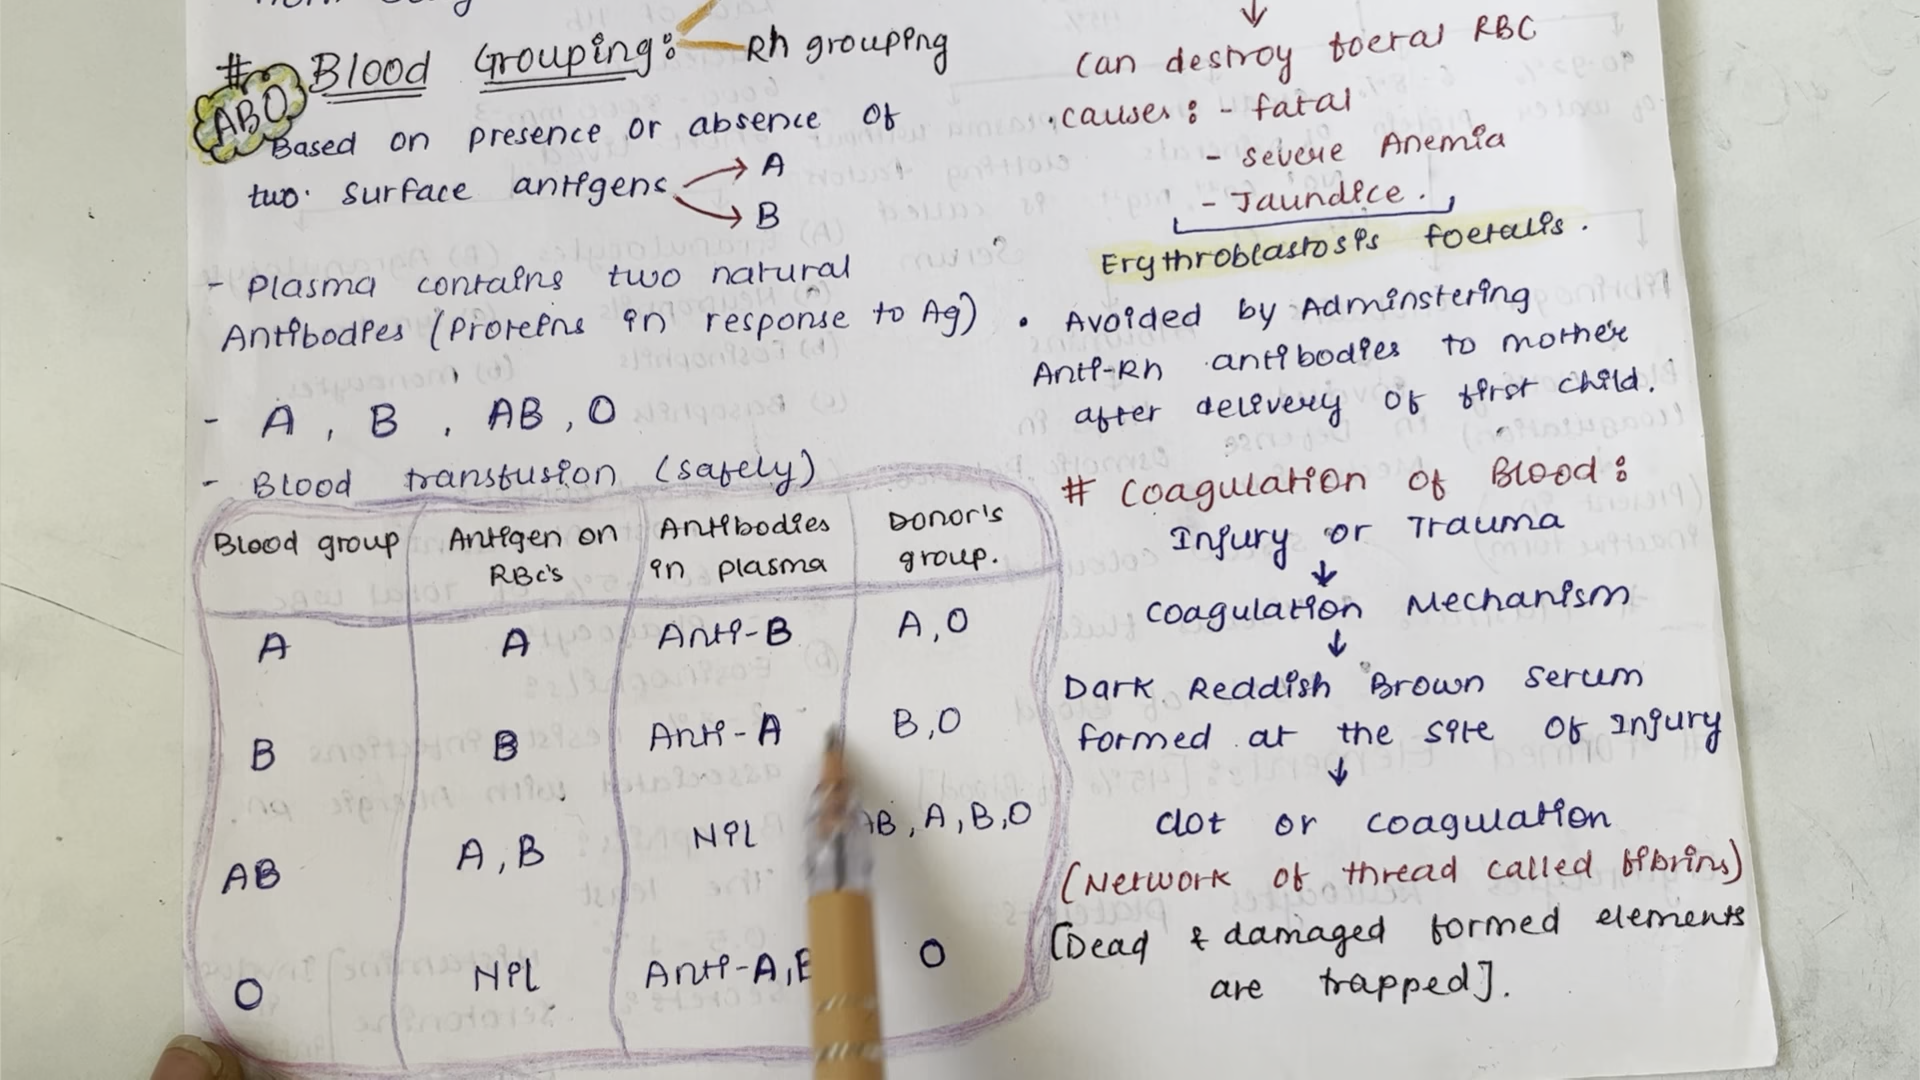 # Blood Grouping:
Rh grouping
ABO
Based on presence or absence of
two surface antigens
A
B
- Plasma contains two natural
Antibodies (Proteins in response to Ag)
- A, B, AB, O
- Blood transfusion (safely)
Blood group Antigen on RBC's Antibodies in plasma Donor's group.
A A Anti-B A, O
B B Anti-A B, O
AB A, B NIL AB, A, B, O
O NIL Anti-A, B O
↓
can destroy foetal RBC
. causes: - fatal
- severe Anemia
- Jaundice.
Erythroblastosis foetalis.
• Avoided by Adminstering
Anti-Rh antibodies to mother
after delivery of first child.
# Coagulation of Blood:
Injury or Trauma
↓
Coagulation Mechanism
↓
Dark Reddish Brown serum
formed at the site of Injury
↓
clot or coagulation
(Network of thread called fibrins)
[Dead & damaged formed elements
are trapped].